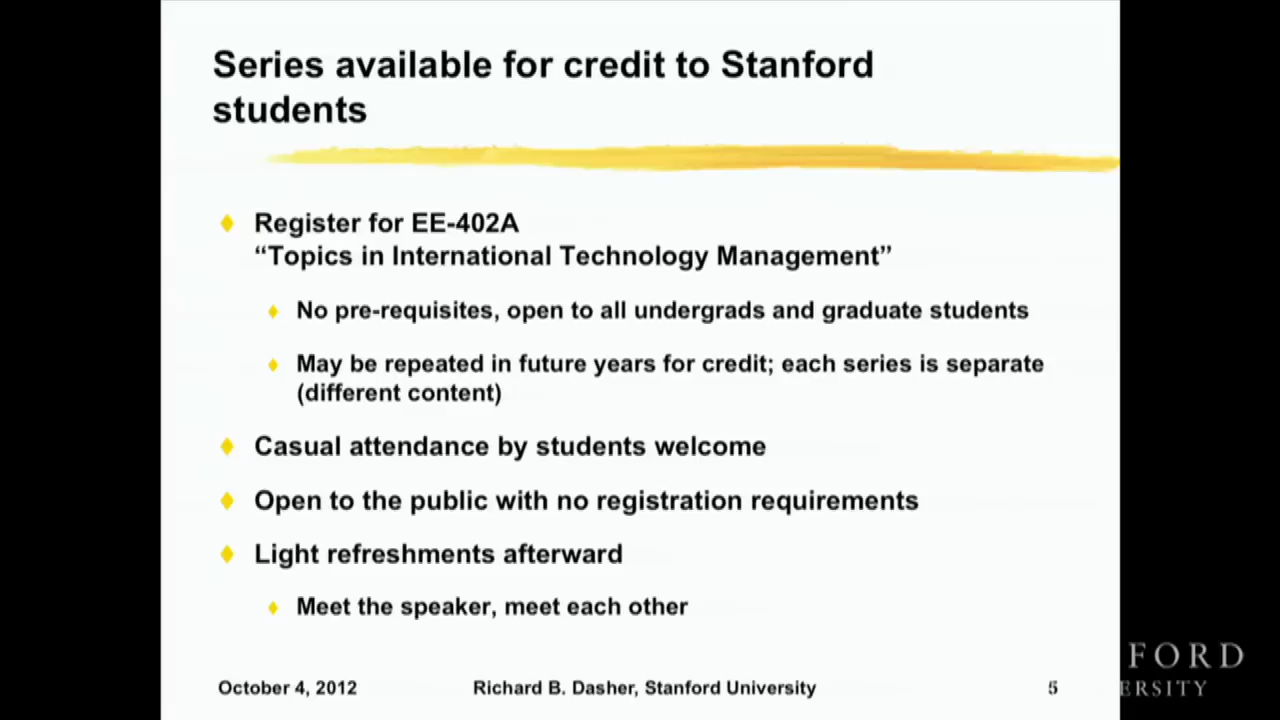 Series available for credit to Stanford
students
Register for EE-402A
“Topics in International Technology Management”
No pre-requisites, open to all undergrads and graduate students
May be repeated in future years for credit; each series is separate
(different content)
Casual attendance by students welcome
Open to the public with no registration requirements
Light refreshments afterward
Meet the speaker, meet each other
October 4, 2012
Richard B. Dasher, Stanford University
5
FORD
ERSITY